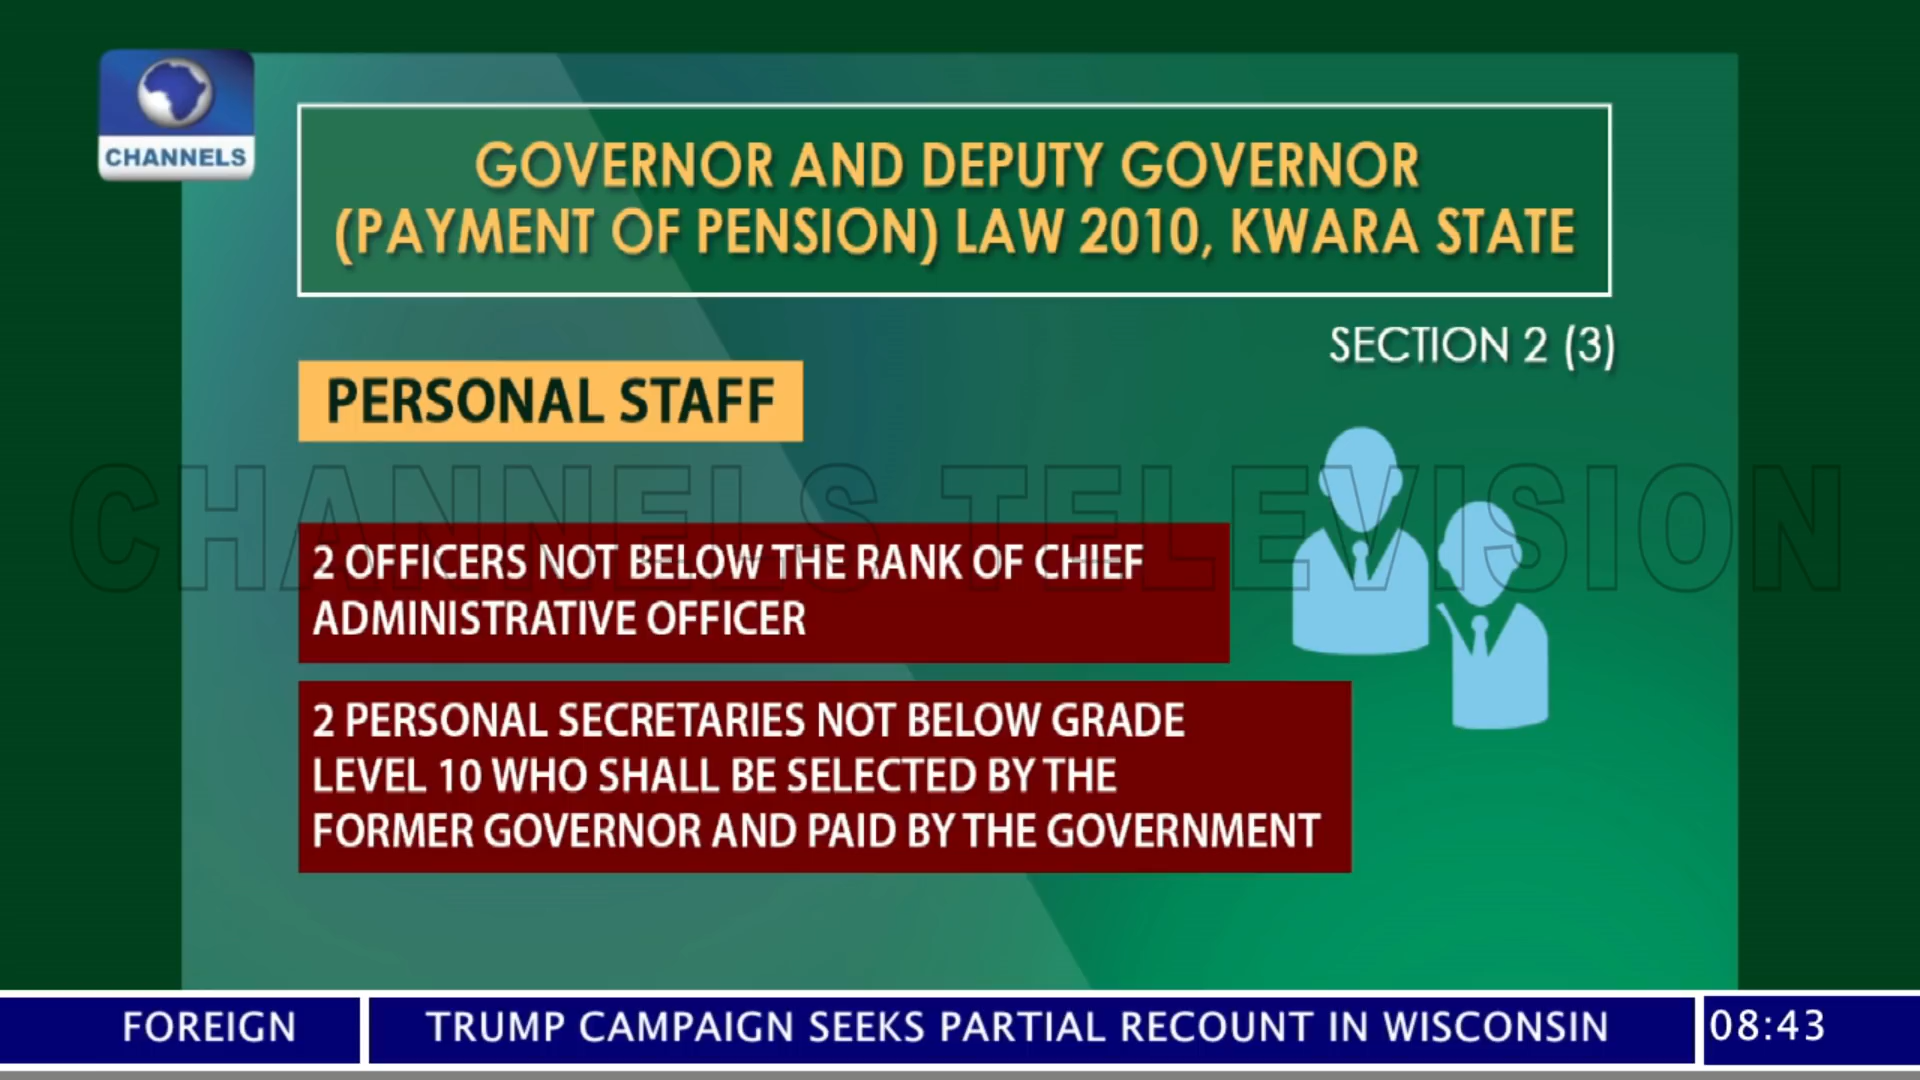 CHANNELS
GOVERNOR AND DEPUTY GOVERNOR
(PAYMENT OF PENSION) LAW 2010, KWARA STATE
SECTION 2 (3)
PERSONAL STAFF
CHANNELS TELEVISION
2 OFFICERS NOT BELOW THE RANK OF CHIEF
ADMINISTRATIVE OFFICER
2 PERSONAL SECRETARIES NOT BELOW GRADE
LEVEL 10 WHO SHALL BE SELECTED BY THE
FORMER GOVERNOR AND PAID BY THE GOVERNMENT
FOREIGN
TRUMP CAMPAIGN SEEKS PARTIAL RECOUNT IN WISCONSIN
08:43